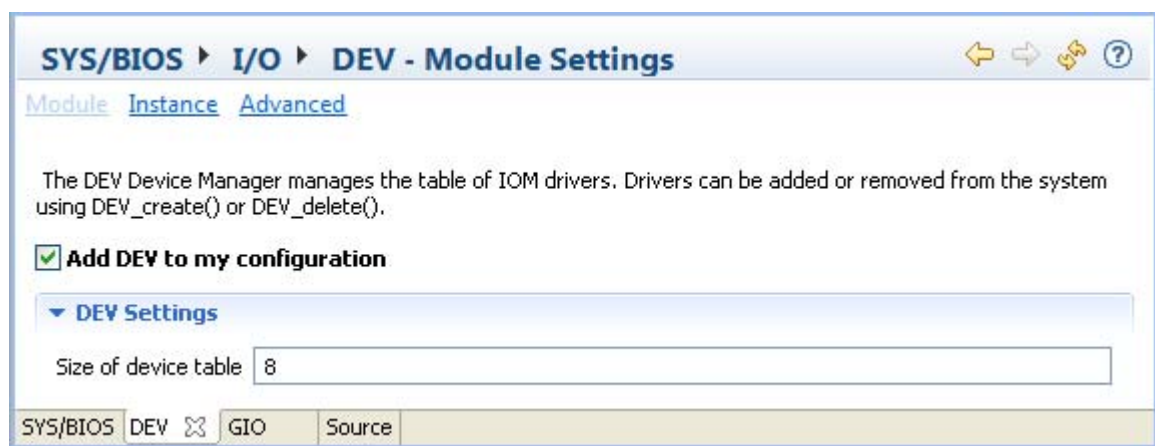 SYS/BIOS ▸ I/O ▸ DEV - Module Settings
Module Instance Advanced
The DEV Device Manager manages the table of IOM drivers. Drivers can be added or removed from the system
using DEV_create() or DEV_delete().
Add DEV to my configuration
DEV Settings
Size of device table 8
SYS/BIOS DEV GIO Source